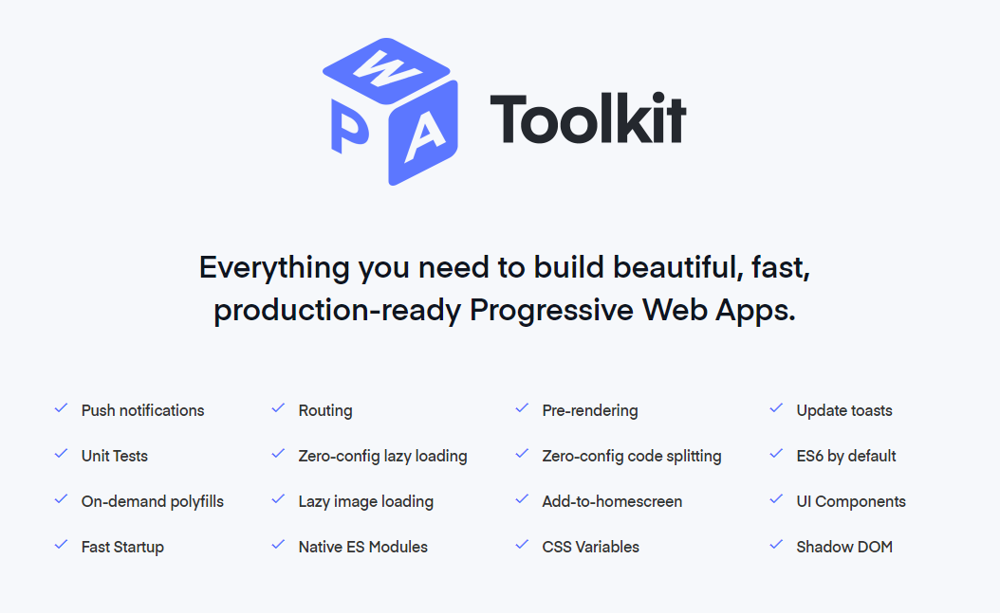 W
P
A
Toolkit
Everything you need to build beautiful, fast,
production-ready Progressive Web Apps.
Push notifications
Routing
Pre-rendering
Update toasts
Unit Tests
Zero-config lazy loading
Zero-config code splitting
ES6 by default
On-demand polyfills
Lazy image loading
Add-to-homescreen
UI Components
Fast Startup
Native ES Modules
CSS Variables
Shadow DOM